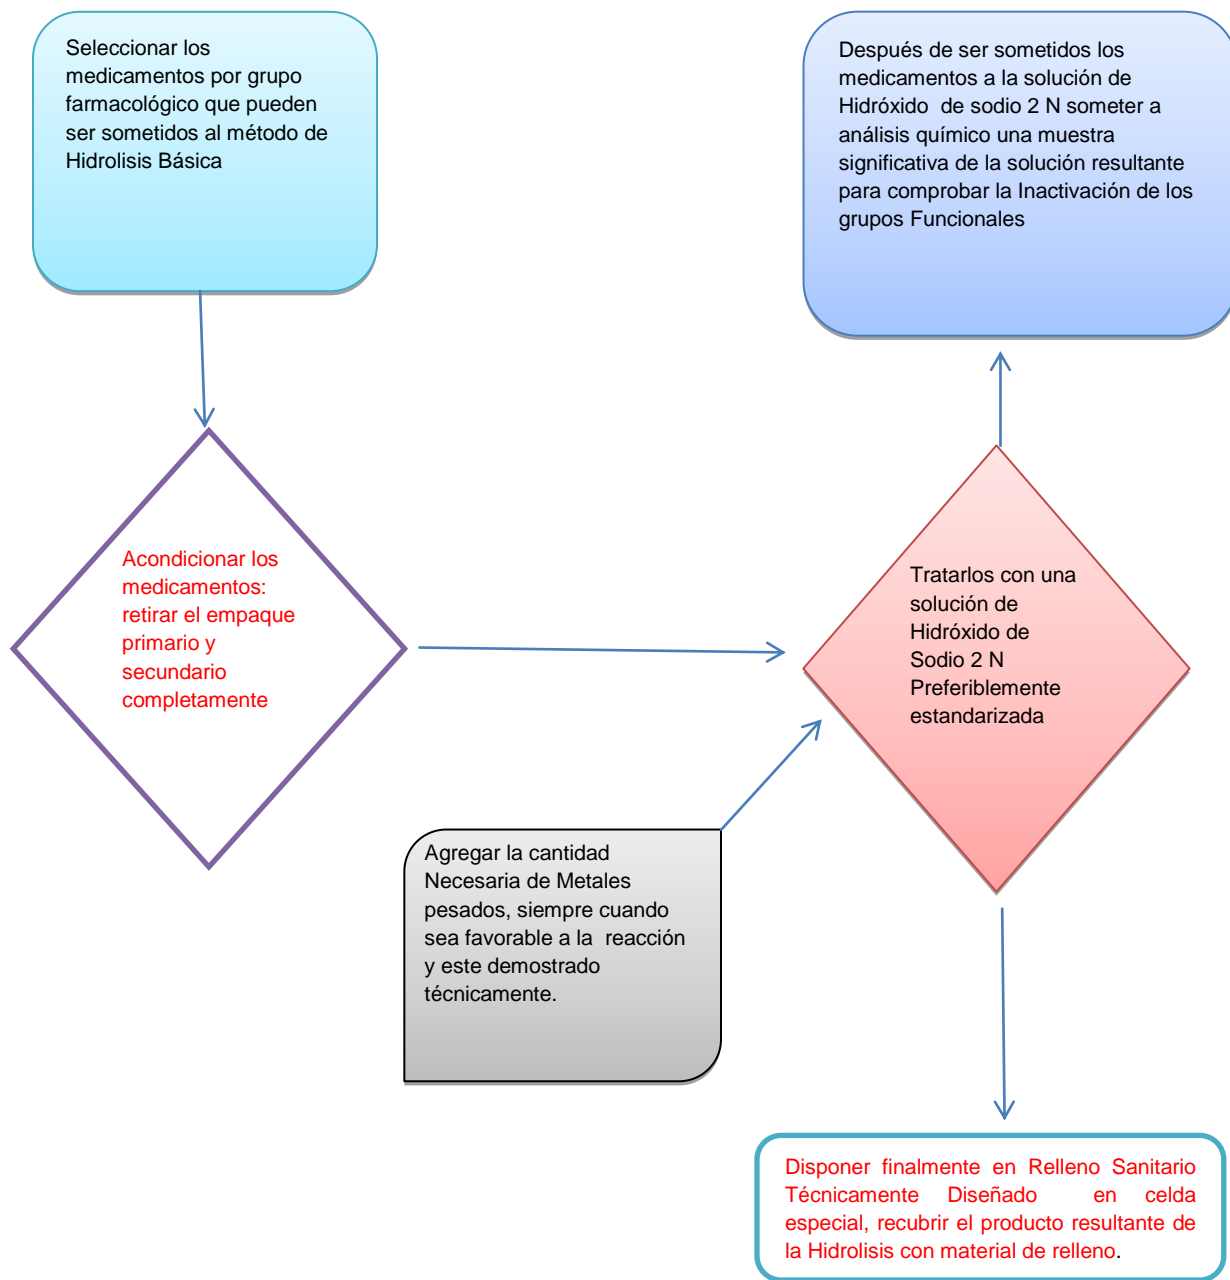 Seleccionar los
medicamentos por grupo
farmacológico que pueden
ser sometidos al método de
Hidrolisis Básica
Después de ser sometidos los
medicamentos a la solución de
Hidróxido de sodio 2 N someter a
análisis químico una muestra
significativa de la solución resultante
para comprobar la Inactivación de los
grupos Funcionales
Acondicionar los
medicamentos:
retirar el empaque
primario y
secundario
completamente
Tratarlos con una
solución de
Hidróxido de
Sodio 2 N
Preferiblemente
estandarizada
Agregar la cantidad
Necesaria de Metales
pesados, siempre cuando
sea favorable a la reacción
y este demostrado
técnicamente.
Disponer finalmente en Relleno Sanitario
Técnicamente Diseñado en celda
especial, recubrir el producto resultante de
la Hidrolisis con material de relleno.